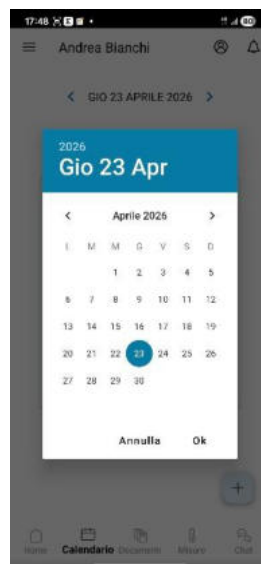 17:48
Andrea Bianchi
GIO 23 APRILE 2026
2026
Gio 23 Apr
Aprile 2026
L M M G V S D
1 2 3 4 5
6 7 8 9 10 11 12
13 14 15 16 17 18 19
20 21 22 23 24 25 26
27 28 29 30
Annulla Ok
+
Home Calendario Documenti Misure Chat